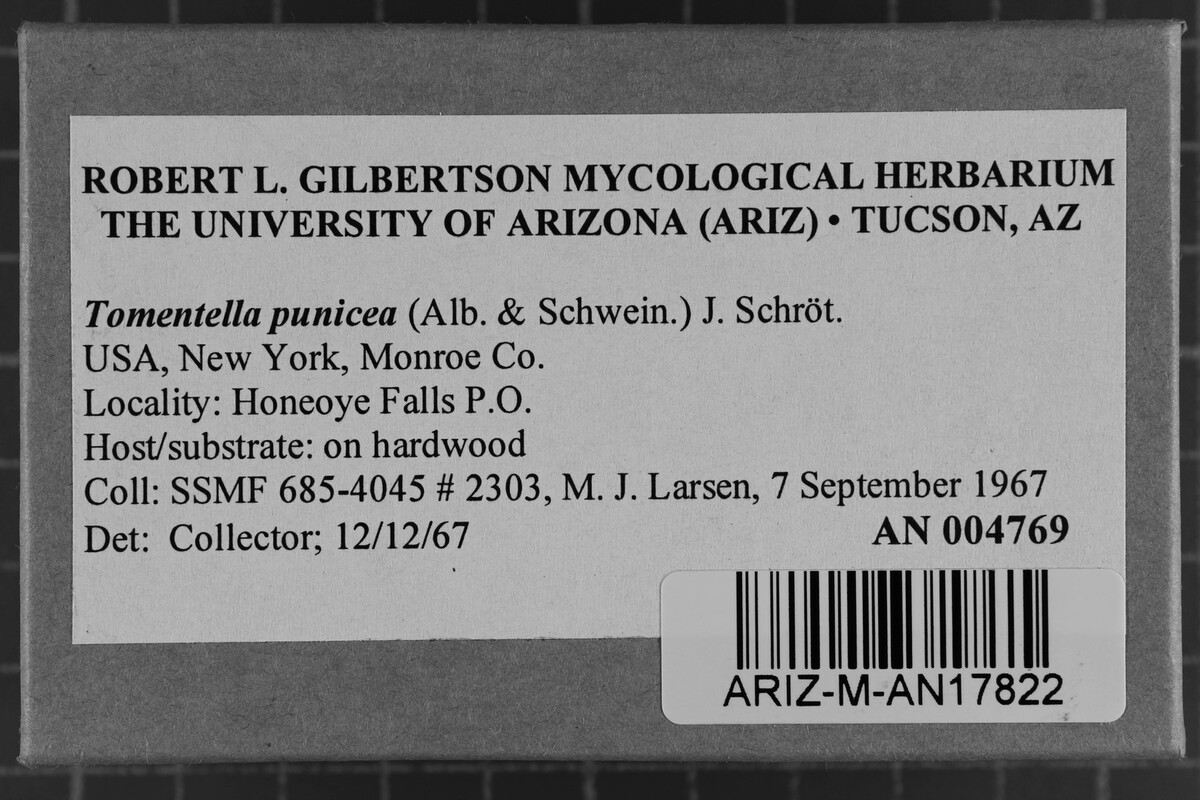 ROBERT L. GILBERTSON MYCOLOGICAL HERBARIUM
THE UNIVERSITY OF ARIZONA (ARIZ) • TUCSON, AZ
Tomentella punicea (Alb. & Schwein.) J. Schröt.
USA, New York, Monroe Co.
Locality: Honeoye Falls P.O.
Host/substrate: on hardwood
Coll: SSMF 685-4045 # 2303, M. J. Larsen, 7 September 1967
Det: Collector; 12/12/67
AN 004769
ARIZ-M-AN17822